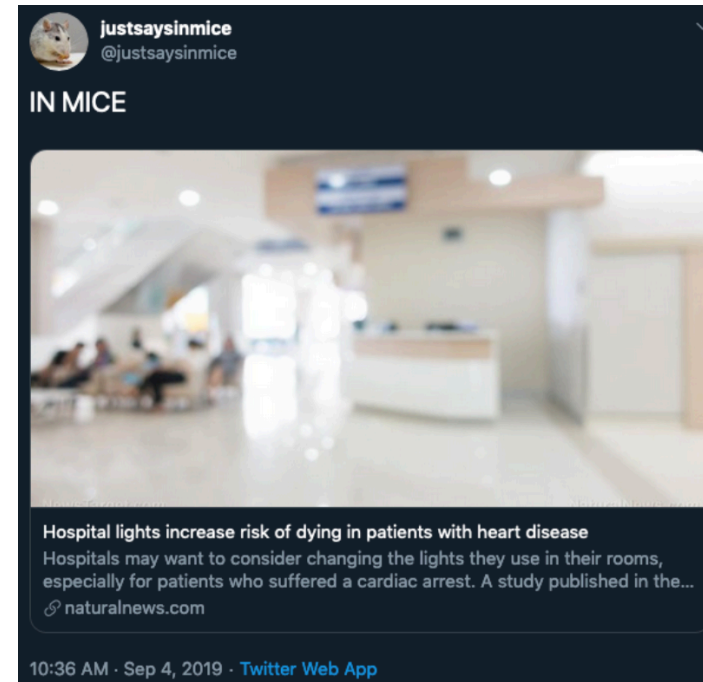 justsaysinmice
@justsaysinmice
IN MICE
Hospital lights increase risk of dying in patients with heart disease
Hospitals may want to consider changing the lights they use in their rooms,
especially for patients who suffered a cardiac arrest. A study published in the...
naturalnews.com
10:36 AM · Sep 4, 2019 · Twitter Web App